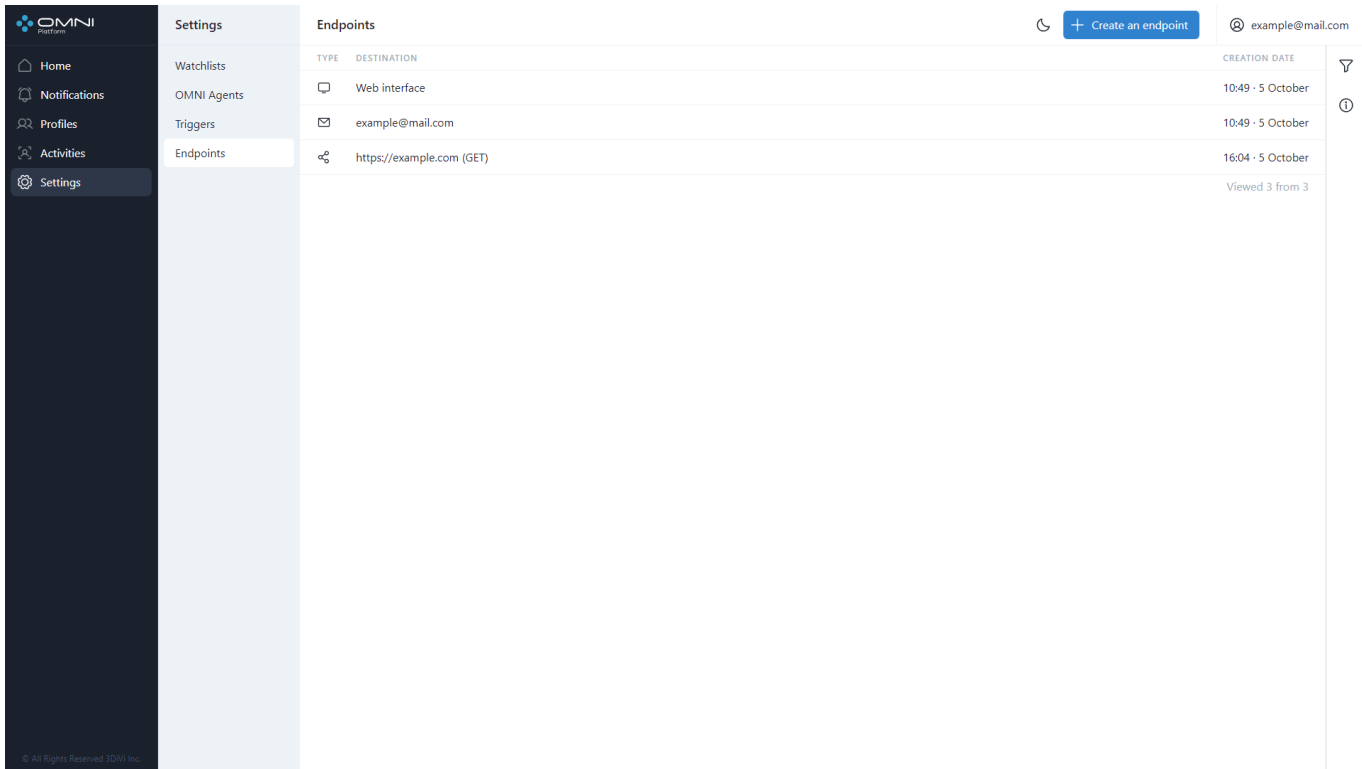 OMNI
Platform
Home
Notifications
Profiles
Activities
Settings
© All Rights Reserved 3DiVi Inc.
Settings
Watchlists
OMNI Agents
Triggers
Endpoints
Endpoints
Create an endpoint
example@mail.com
TYPE DESTINATION CREATION DATE
Web interface 10:49 · 5 October
example@mail.com 10:49 · 5 October
https://example.com (GET) 16:04 · 5 October
Viewed 3 from 3